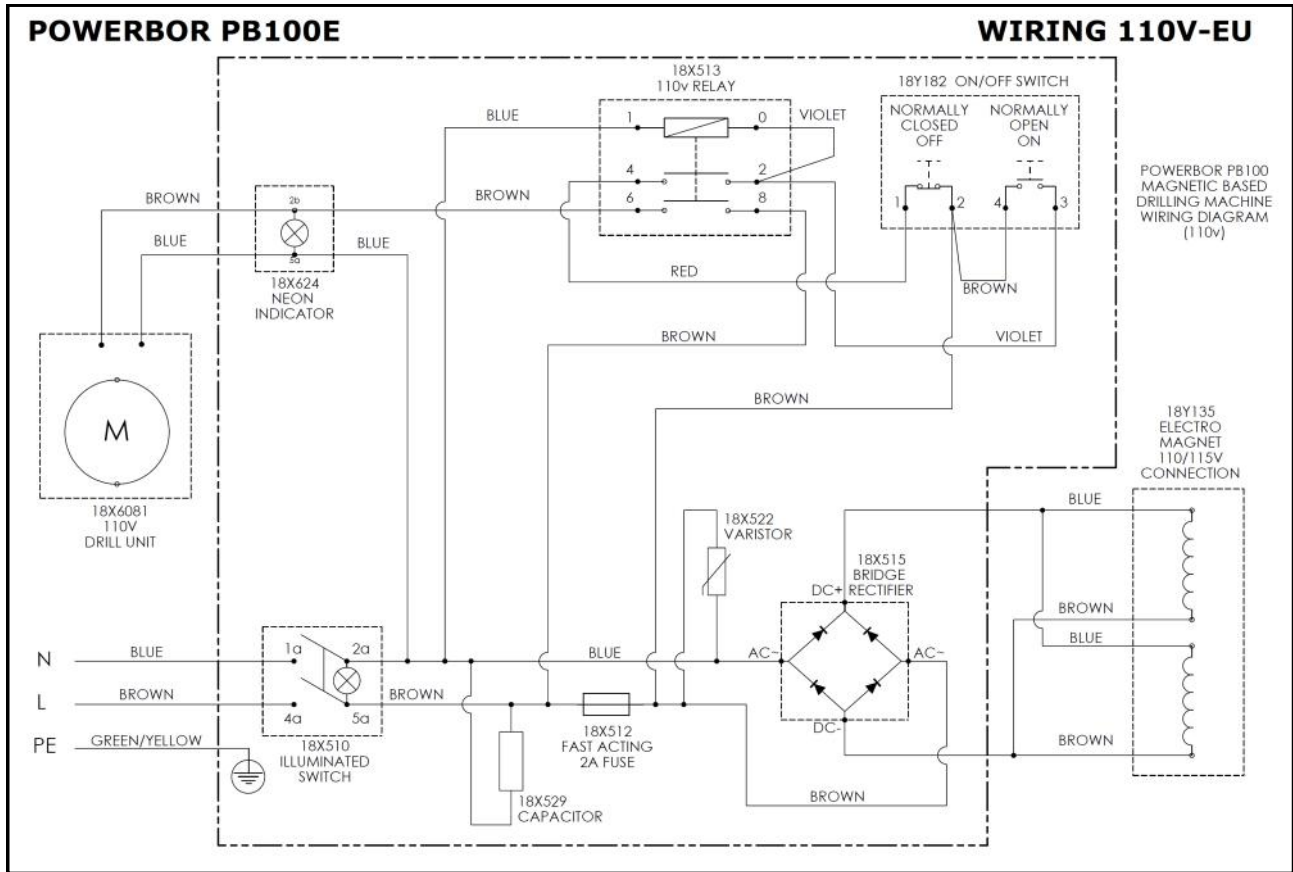 POWERBOR PB100E
WIRING 110V-EU
18X513
110v RELAY
18Y182 ON/OFF SWITCH
BLUE
1
0
VIOLET
NORMALLY
CLOSED
OFF
NORMALLY
OPEN
ON
4
2
6
8
BROWN
1
2
4
3
POWERBOR PB100
MAGNETIC BASED
DRILLING MACHINE
WIRING DIAGRAM
(110v)
BROWN
2b
BLUE
5a
BLUE
18X624
NEON
INDICATOR
RED
BROWN
BROWN
VIOLET
BROWN
M
18X6081
110V
DRILL UNIT
18Y135
ELECTRO
MAGNET
110/115V
CONNECTION
BLUE
BROWN
BLUE
BROWN
18X522
VARISTOR
18X515
BRIDGE
RECTIFIER
DC+
AC~
AC~
DC-
N
BLUE
1a
2a
BLUE
L
BROWN
4a
5a
BROWN
PE
GREEN/YELLOW
18X510
ILLUMINATED
SWITCH
18X512
FAST ACTING
2A FUSE
18X529
CAPACITOR
BROWN